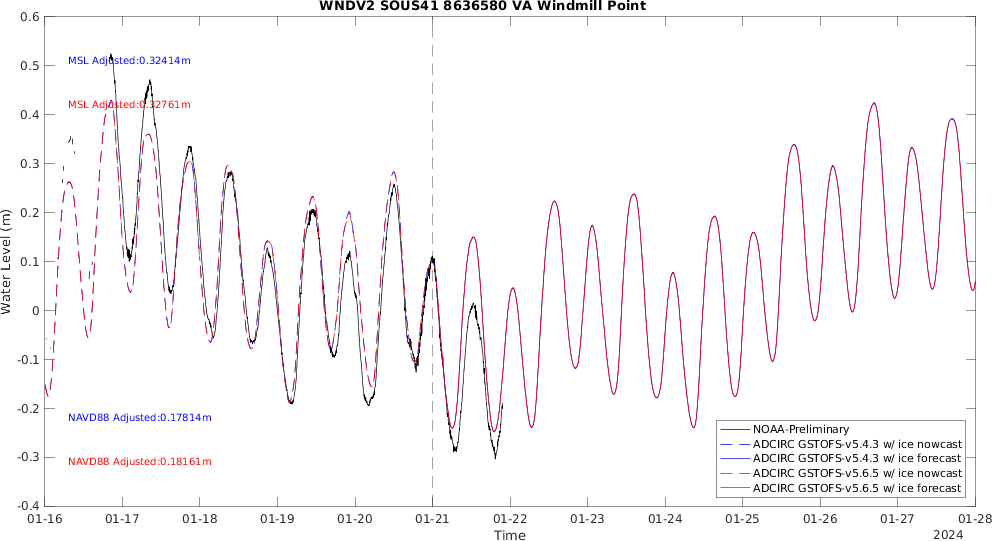 WNDV2 SOUS41 8636580 VA Windmill Point
0.6
0.5
0.4
0.3
0.2
0.1
0
-0.1
-0.2
-0.3
-0.4
Water Level (m)
MSL Adjusted:0.32414m
MSL Adjusted:0.32761m
NAVD88 Adjusted:0.17814m
NAVD88 Adjusted:0.18161m
NOAA-Preliminary
ADCIRC GSTOFS-v5.4.3 w/ ice nowcast
ADCIRC GSTOFS-v5.4.3 w/ ice forecast
ADCIRC GSTOFS-v5.6.5 w/ ice nowcast
ADCIRC GSTOFS-v5.6.5 w/ ice forecast
01-16 01-17 01-18 01-19 01-20 01-21 01-22 01-23 01-24 01-25 01-26 01-27 01-28
Time
2024